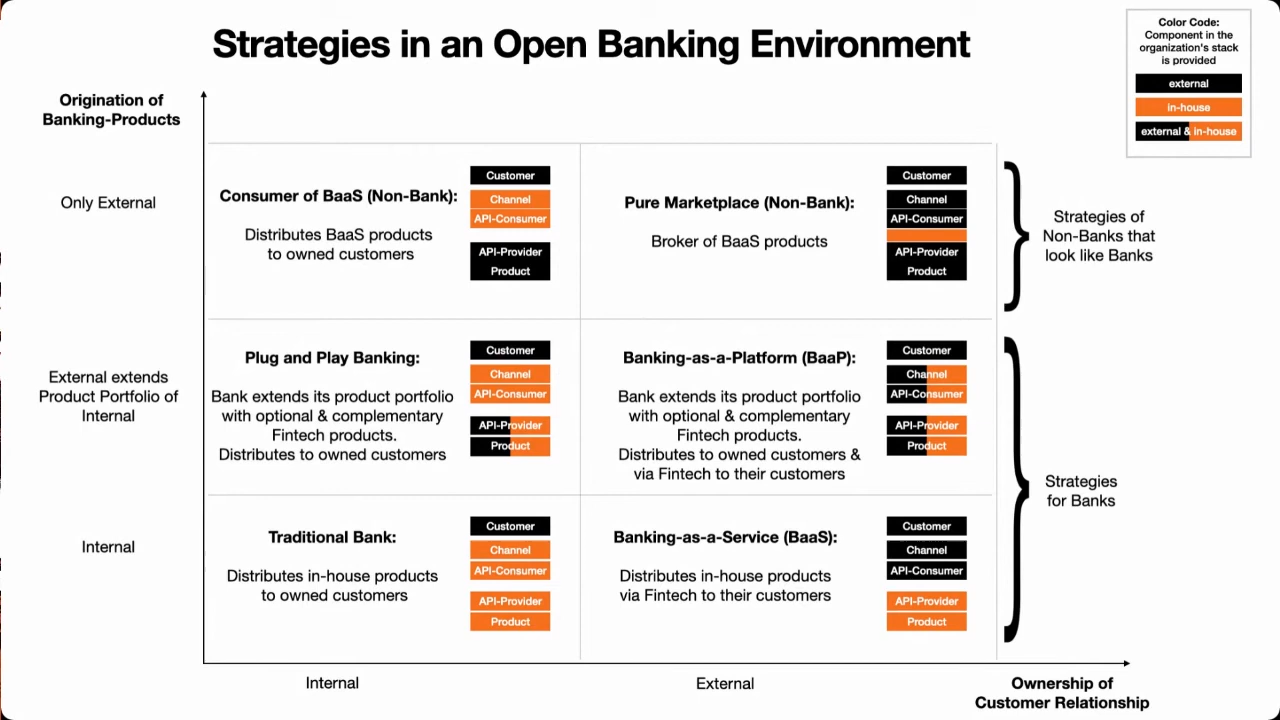 Strategies in an Open Banking Environment
Color Code:
Component in the
organization's stack
is provided
external
in-house
external & in-house
Origination of
Banking-Products
Only External
Consumer of BaaS (Non-Bank):
Distributes BaaS products
to owned customers
Customer
Channel
API-Consumer
API-Provider
Product
Pure Marketplace (Non-Bank):
Broker of BaaS products
Customer
Channel
API-Consumer
API-Provider
Product
Strategies of
Non-Banks that
look like Banks
External extends
Product Portfolio of
Internal
Plug and Play Banking:
Bank extends its product portfolio
with optional & complementary
Fintech products.
Distributes to owned customers
Customer
Channel
API-Consumer
API-Provider
Product
Banking-as-a-Platform (BaaP):
Bank extends its product portfolio
with optional & complementary
Fintech products.
Distributes to owned customers &
via Fintech to their customers
Customer
Channel
API-Consumer
API-Provider
Product
Strategies
for Banks
Internal
Traditional Bank:
Distributes in-house products
to owned customers
Customer
Channel
API-Consumer
API-Provider
Product
Banking-as-a-Service (BaaS):
Distributes in-house products
via Fintech to their customers
Customer
Channel
API-Consumer
API-Provider
Product
Internal
External
Ownership of
Customer Relationship